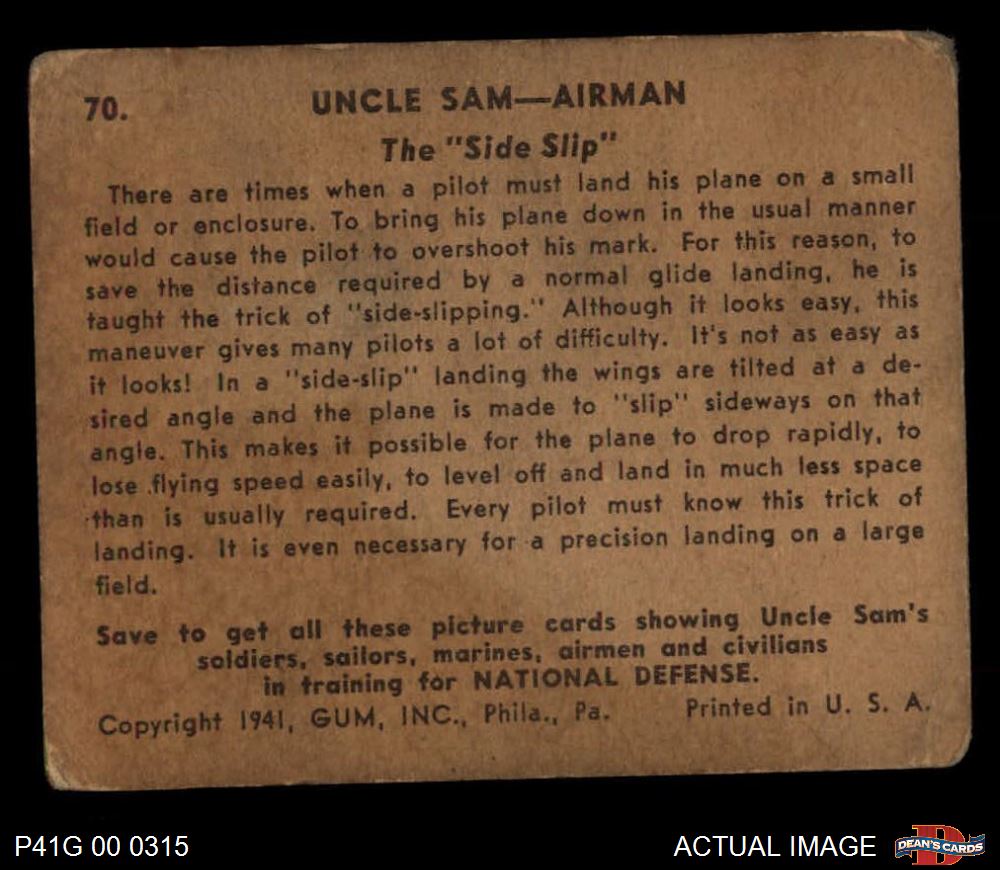 70.
UNCLE SAM—AIRMAN
The "Side Slip"
There are times when a pilot must land his plane on a small
field or enclosure. To bring his plane down in the usual manner
would cause the pilot to overshoot his mark. For this reason, to
save the distance required by a normal glide landing, he is
taught the trick of "side-slipping." Although it looks easy, this
maneuver gives many pilots a lot of difficulty. It's not as easy as
it looks! In a "side-slip" landing the wings are tilted at a de-
sired angle and the plane is made to "slip" sideways on that
angle. This makes it possible for the plane to drop rapidly, to
lose flying speed easily, to level off and land in much less space
than is usually required. Every pilot must know this trick of
landing. It is even necessary for a precision landing on a large
field.
Save to get all these picture cards showing Uncle Sam's
soldiers, sailors, marines, airmen and civilians
in training for NATIONAL DEFENSE.
Copyright 1941, GUM, INC., Phila., Pa. Printed in U. S. A.
P41G 00 0315
ACTUAL IMAGE
D
DEAN'S CARDS